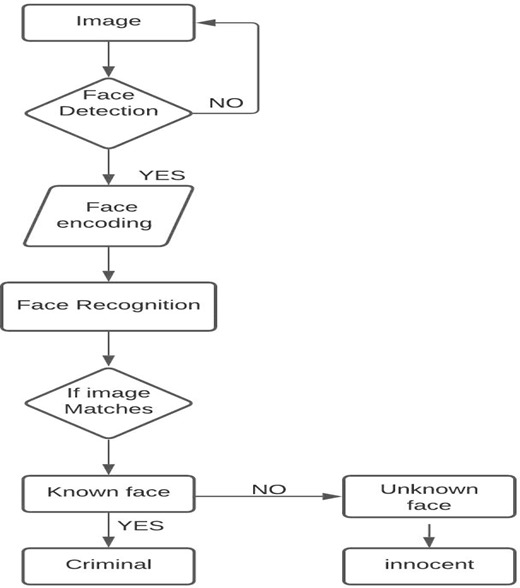 Image
Face
Detection
NO
YES
Face
encoding
Face Recognition
If image
Matches
Known face
NO
Unknown
face
YES
Criminal
innocent